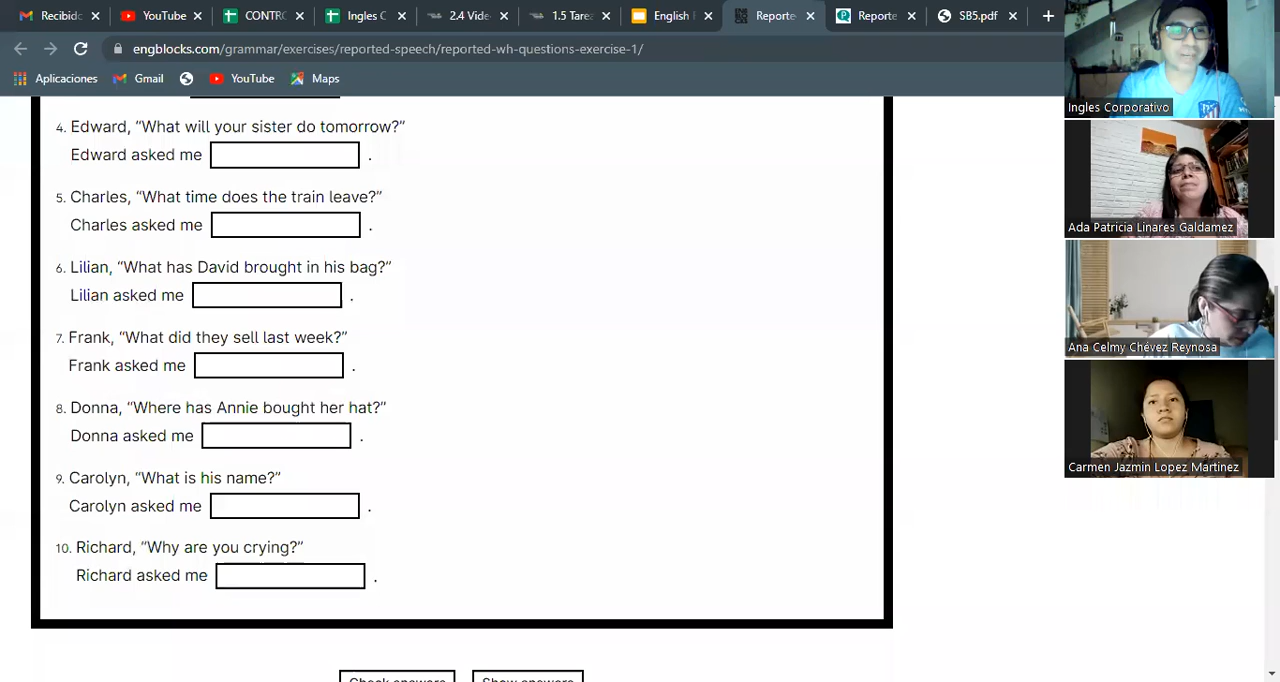 Recibido
YouTube
CONTRO
Ingles C
2.4 Vide
1.5 Tarea
English
Reporte
Reporte
SB5.pdf
engblocks.com/grammar/exercises/reported-speech/reported-wh-questions-exercise-1/
Aplicaciones
Gmail
YouTube
Maps
4. Edward, “What will your sister do tomorrow?”
Edward asked me .
5. Charles, “What time does the train leave?”
Charles asked me .
6. Lilian, “What has David brought in his bag?”
Lilian asked me .
7. Frank, “What did they sell last week?”
Frank asked me .
8. Donna, “Where has Annie bought her hat?”
Donna asked me .
9. Carolyn, “What is his name?”
Carolyn asked me .
10. Richard, “Why are you crying?”
Richard asked me .
Check answers
Show answers
Ingles Corporativo
Ada Patricia Linares Galdamez
Ana Celmy Chévez Reynosa
Carmen Jazmin Lopez Martinez